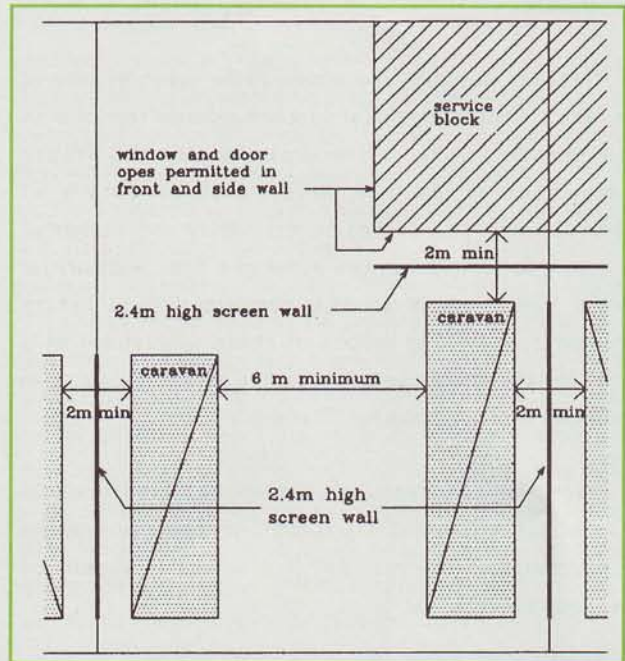 service
block
window and door
opes permitted in
front and side wall
2m min
2.4m high screen wall
caravan
caravan
6 m minimum
2m min
2m min
2.4m high
screen wall